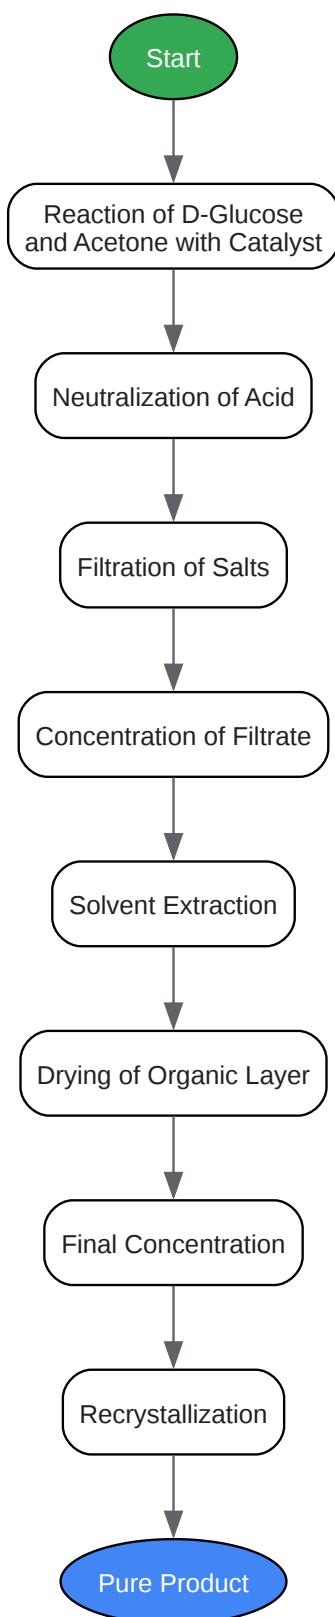 Start
Reaction of D-Glucose
and Acetone with Catalyst
Neutralization of Acid
Filtration of Salts
Concentration of Filtrate
Solvent Extraction
Drying of Organic Layer
Final Concentration
Recrystallization
Pure Product